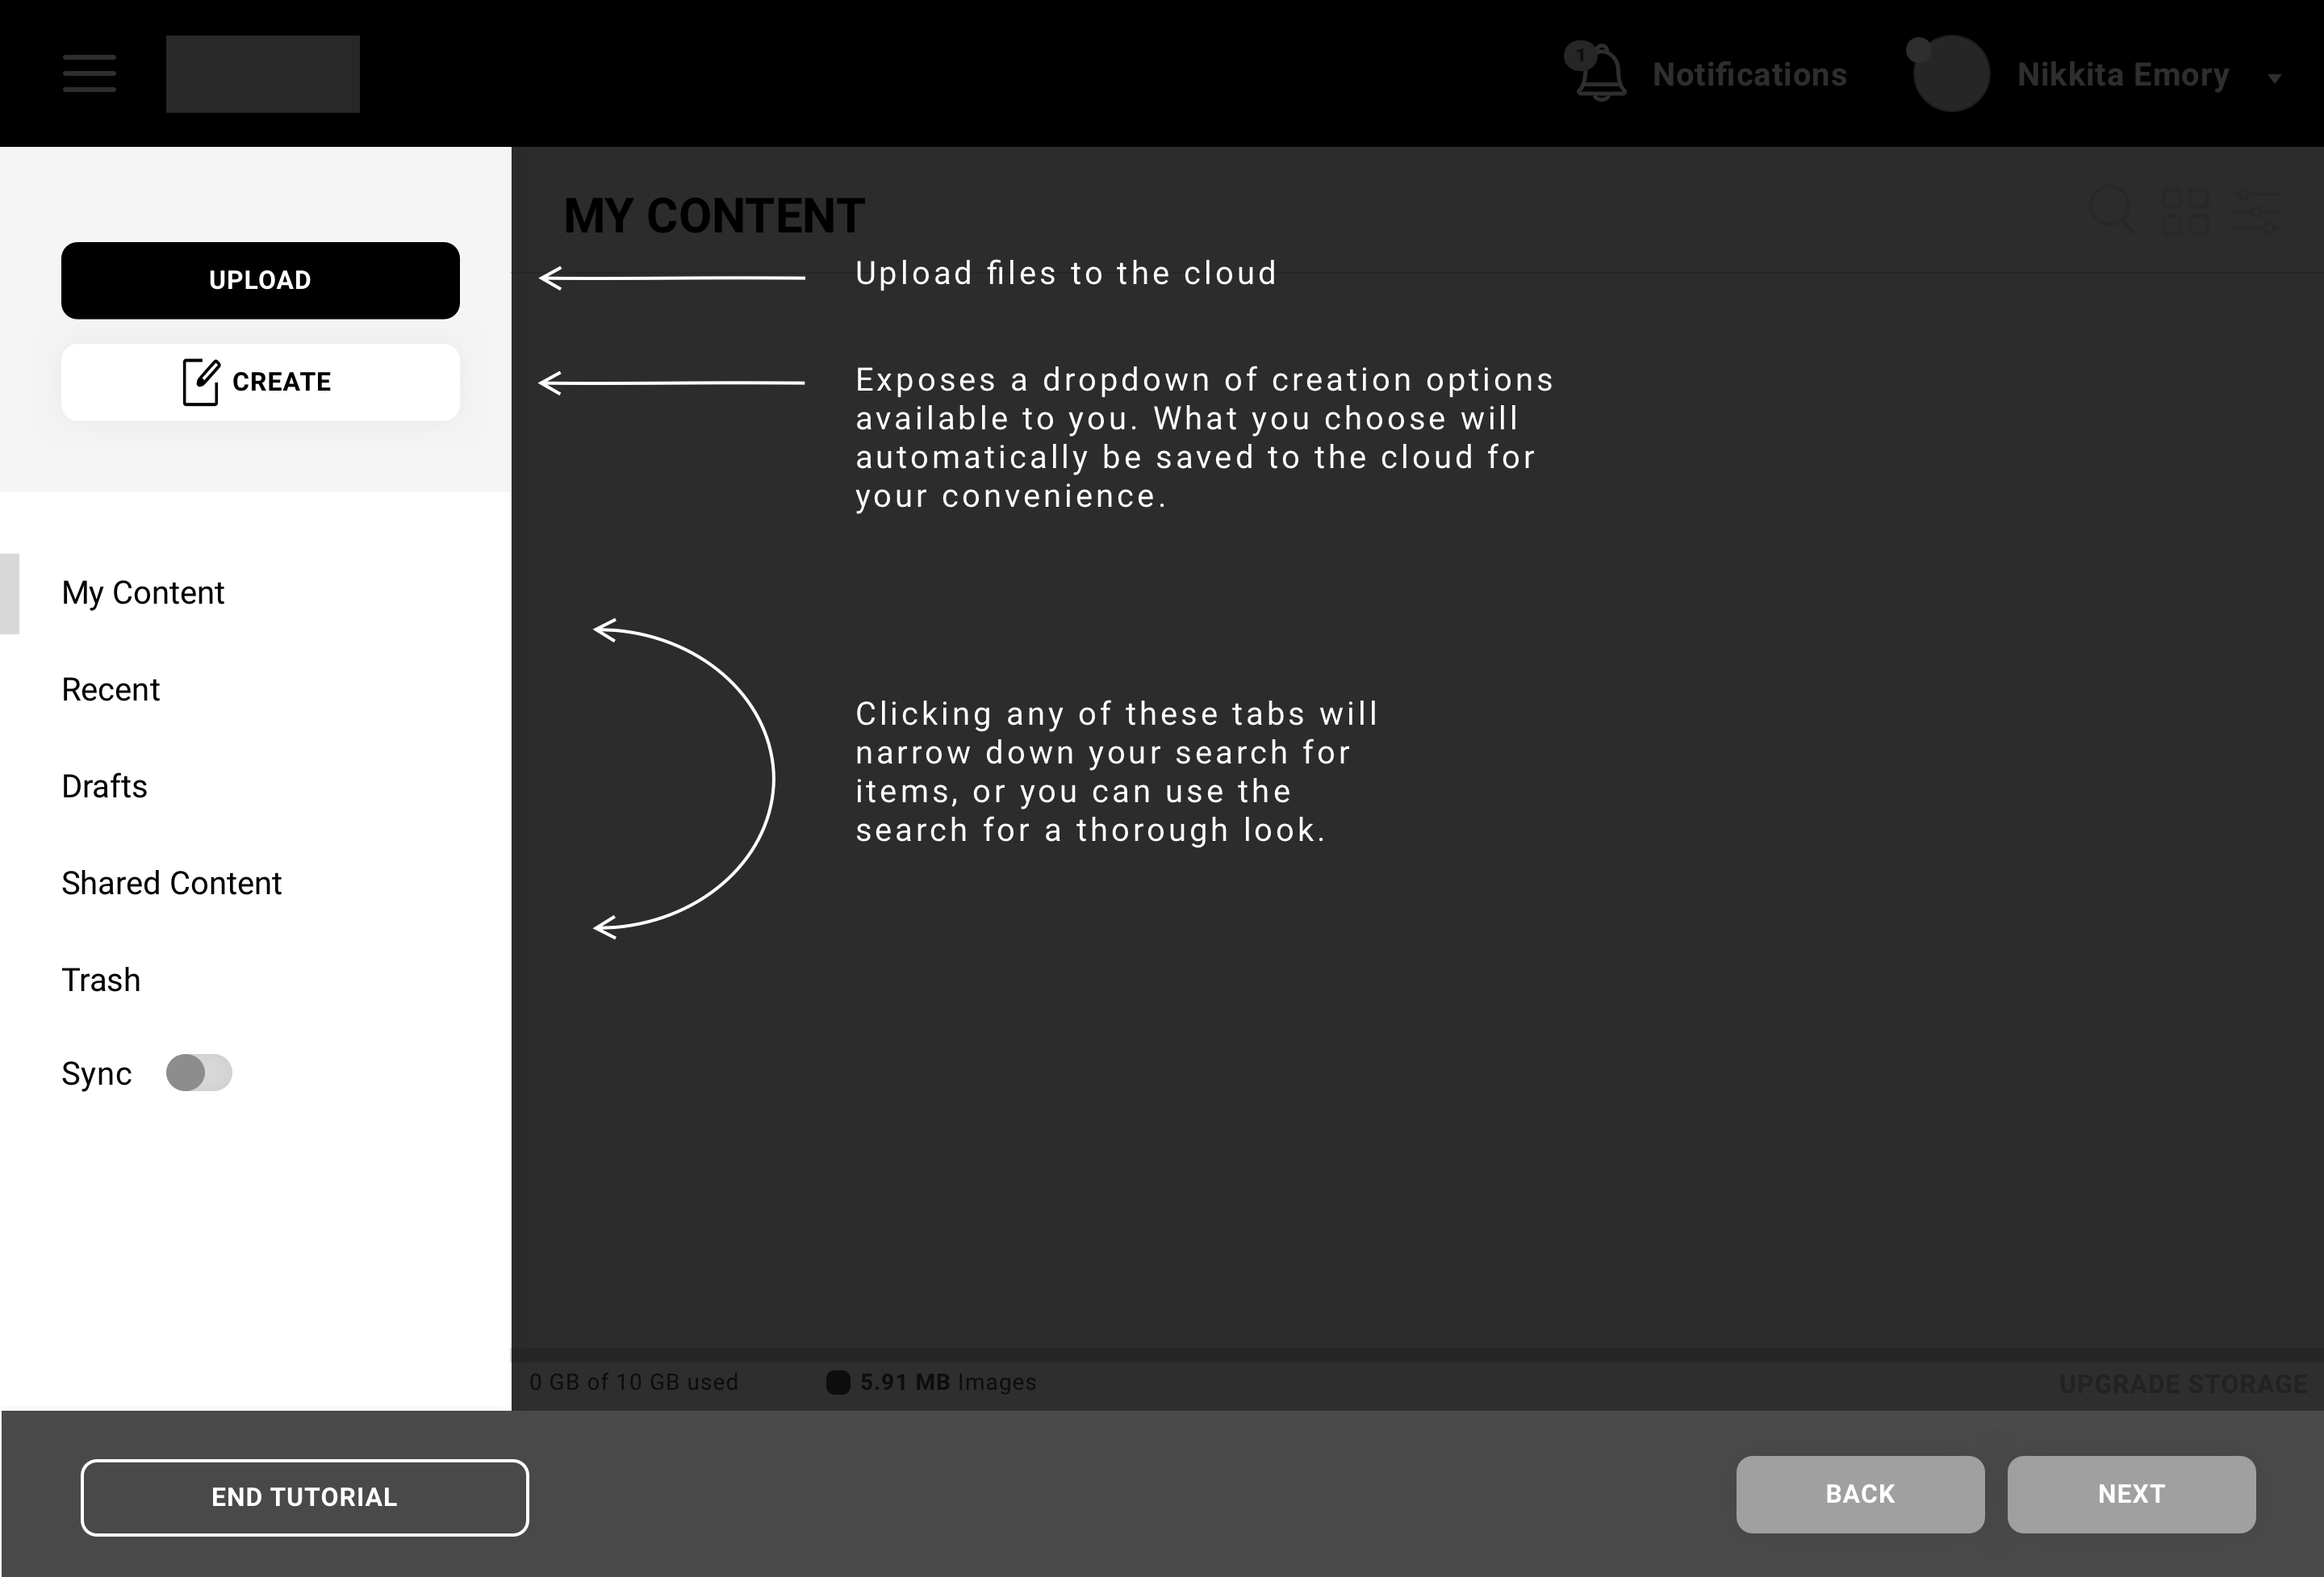 1
Notifications
Nikkita Emory
MY CONTENT
UPLOAD
Upload files to the cloud
CREATE
Exposes a dropdown of creation options
available to you. What you choose will
automatically be saved to the cloud for
your convenience.
My Content
Recent
Drafts
Shared Content
Trash
Sync
Clicking any of these tabs will
narrow down your search for
items, or you can use the
search for a thorough look.
0 GB of 10 GB used
5.91 MB Images
UPGRADE STORAGE
END TUTORIAL
BACK
NEXT